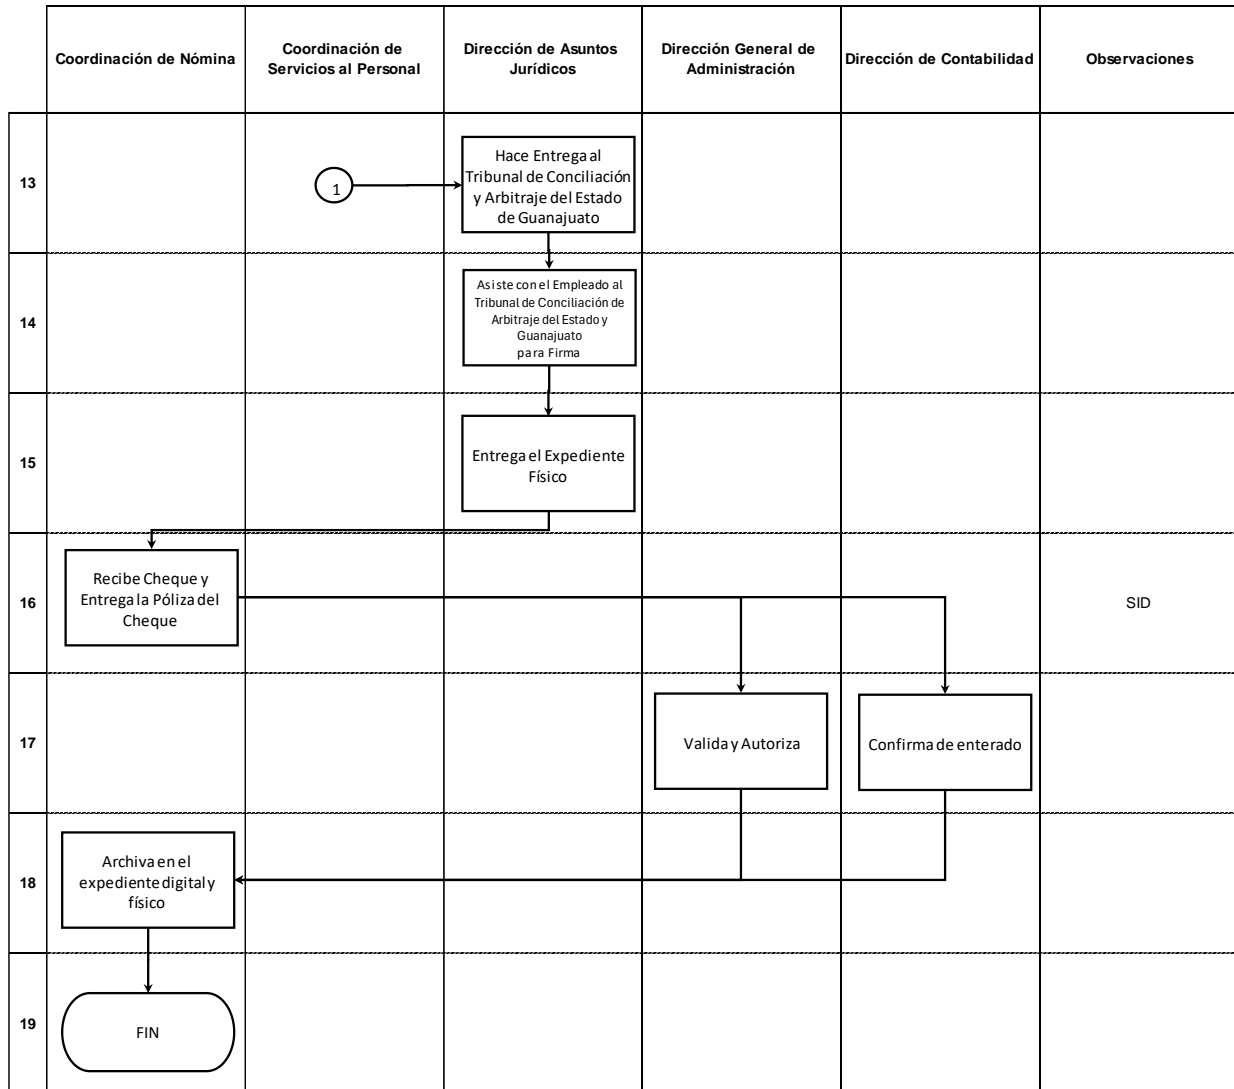 Coordinación de Nómina
Coordinación de
Servicios al Personal
Dirección de Asuntos
Jurídicos
Dirección General de
Administración
Dirección de Contabilidad
Observaciones
13
1
Hace Entrega al
Tribunal de Conciliación
y Arbitraje del Estado
de Guanajuato
14
Asiste con el Empleado al
Tribunal de Conciliación de
Arbitraje del Estado y
Guanajuato
para Firma
15
Entrega el Expediente
Físico
16
Recibe Cheque y
Entrega la Póliza del
Cheque
SID
17
Valida y Autoriza
Confirma de enterado
18
Archiva en el
expediente digital y
físico
19
FIN